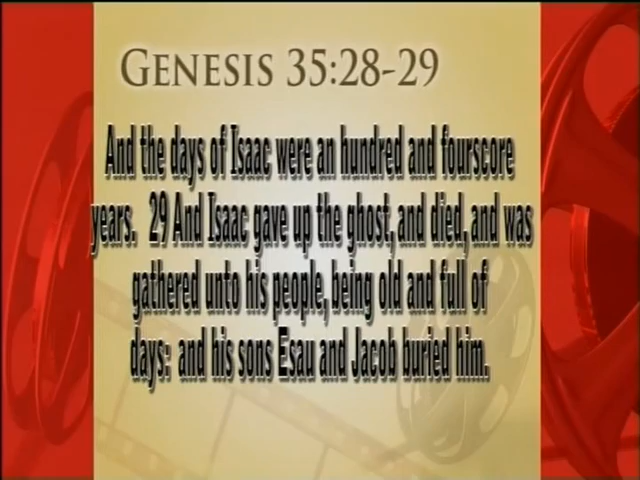 GENESIS 35:28-29
And the days of Isaac were an hundred and fourscore
years. 29 And Isaac gave up the ghost, and died, and was
gathered unto his people, being old and full of
days: and his sons Esau and Jacob buried him.